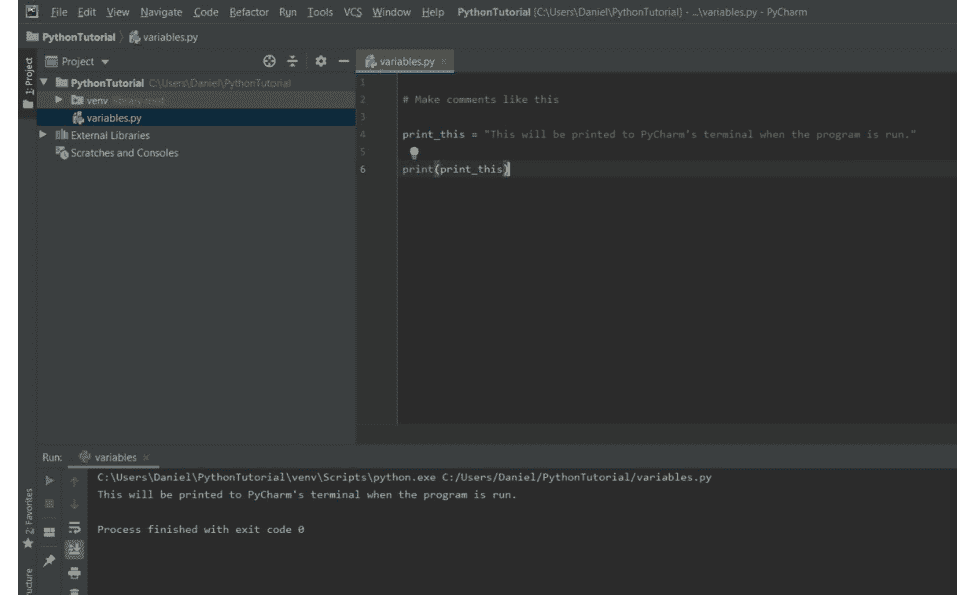 File Edit View Navigate Code Refactor Run Tools VCS Window Help PythonTutorial [C:\Users\Daniel\PythonTutorial] - ...\variables.py - PyCharm
PythonTutorial variables.py
1: Project
Project
variables.py
PythonTutorial C:\Users\Daniel\PythonTutorial
venv library root
variables.py
External Libraries
Scratches and Consoles
1
2 # Make comments like this
3
4 print_this = "This will be printed to PyCharm's terminal when the program is run."
5
6 print(print_this)
Run: variables
C:\Users\Daniel\PythonTutorial\venv\Scripts\python.exe C:/Users/Daniel/PythonTutorial/variables.py
This will be printed to PyCharm's terminal when the program is run.
Process finished with exit code 0
2: Favorites